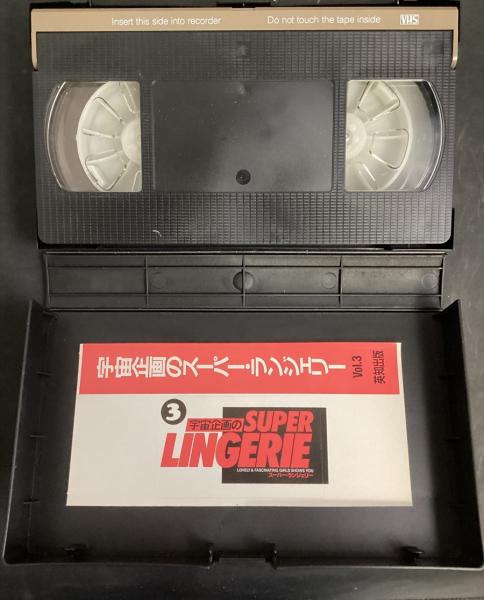 Insert this side into recorder
Do not touch the tape inside
VHS
宇宙企画のスーパー・ランジェリー
Vol.3
英知出版
3
宇宙企画の
SUPER
LINGERIE
LOVELY & FASCINATING GIRLS SHOWS YOU
スーパー・ランジェリー